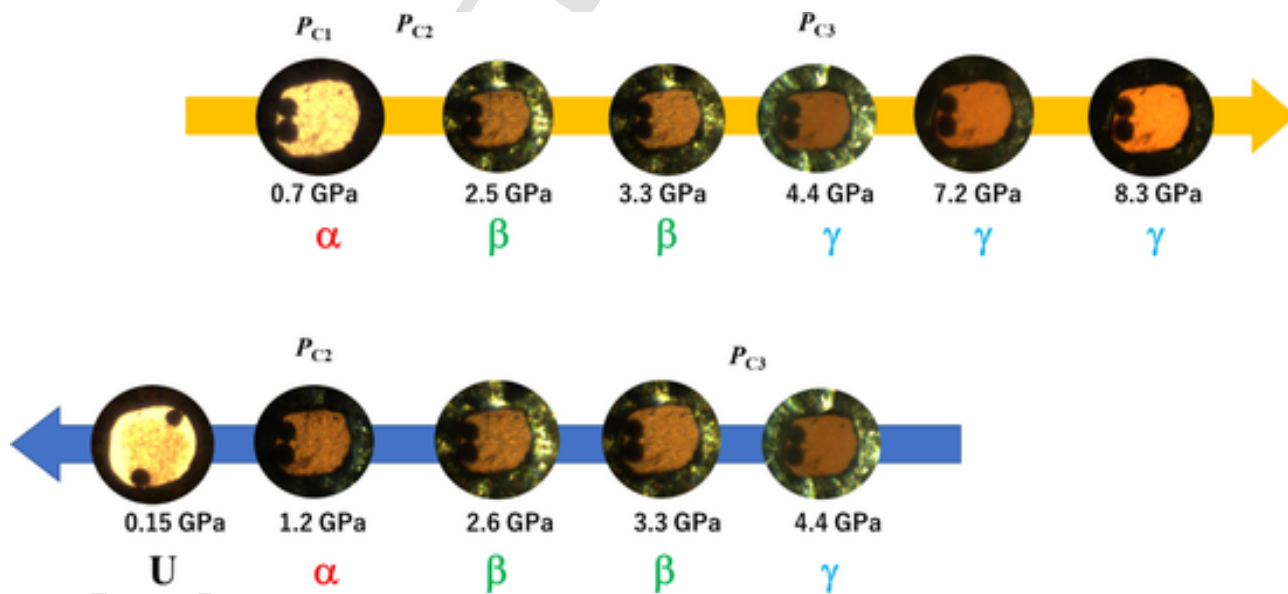 PC1 PC2 PC3
0.7 GPa 2.5 GPa 3.3 GPa 4.4 GPa 7.2 GPa 8.3 GPa
α β β γ γ γ
PC2 PC3
0.15 GPa 1.2 GPa 2.6 GPa 3.3 GPa 4.4 GPa
U α β β γ